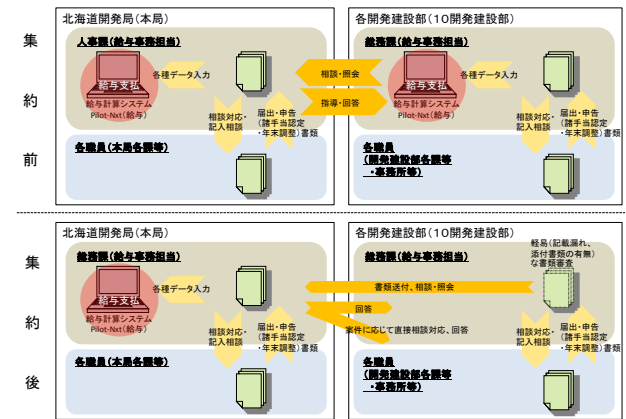 集
約
前
北海道開発局(本局)
人事課(給与事務担当)
給与支払
給与計算システム
Pilot-Nxt(給与)
各種データ入力
相談対応・
記入相談
届出・申告
(諸手当認定
・年末調整)書類
各職員(本局各課等)
相談・照会
指導・回答
各開発建設部(10開発建設部)
総務課(給与事務担当)
給与支払
給与計算システム
Pilot-Nxt(給与)
各種データ入力
相談対応・
記入相談
届出・申告
(諸手当認定
・年末調整)書類
各職員
(開発建設部各課等
・事務所等)
集
約
後
北海道開発局(本局)
総務課(給与事務担当)
給与支払
給与計算システム
Pilot-Nxt(給与)
各種データ入力
相談対応・
記入相談
届出・申告
(諸手当認定
・年末調整)書類
各職員(本局各課等)
書類送付、相談・照会
回答
案件に応じて直接相談対応、回答
各開発建設部(10開発建設部)
総務課(給与事務担当)
軽易(記載漏れ、
添付書類の有無)
な書類審査
相談対応・
記入相談
届出・申告
(諸手当認定
・年末調整)書類
各職員
(開発建設部各課等
・事務所等)